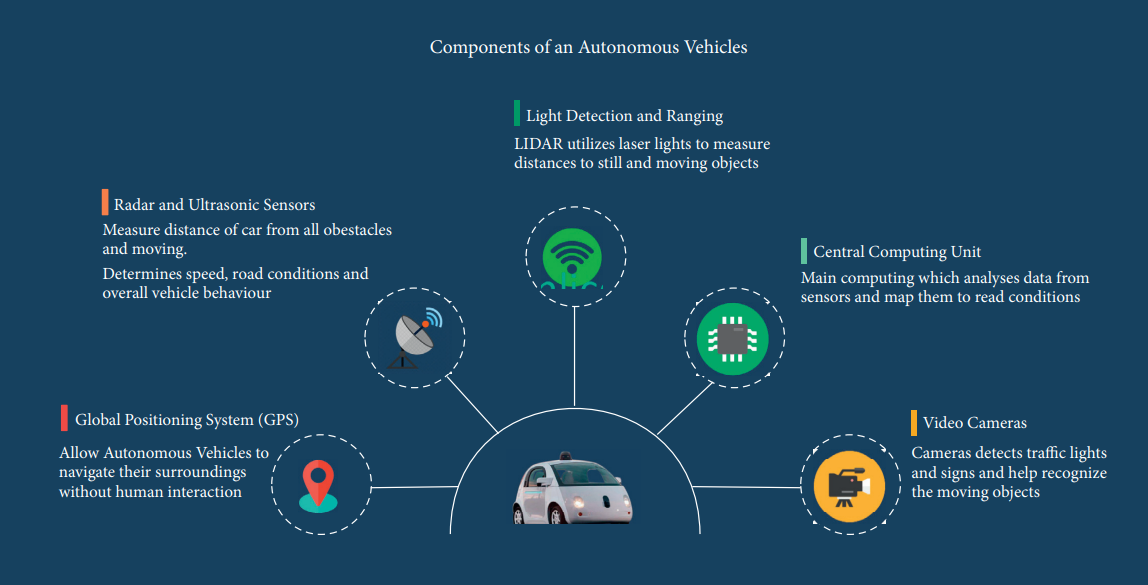 Components of an Autonomous Vehicles
Light Detection and Ranging
LIDAR utilizes laser lights to measure
distances to still and moving objects
Radar and Ultrasonic Sensors
Measure distance of car from all obestacles
and moving.
Determines speed, road conditions and
overall vehicle behaviour
Central Computing Unit
Main computing which analyses data from
sensors and map them to read conditions
Global Positioning System (GPS)
Allow Autonomous Vehicles to
navigate their surroundings
without human interaction
Video Cameras
Cameras detects traffic lights
and signs and help recognize
the moving objects